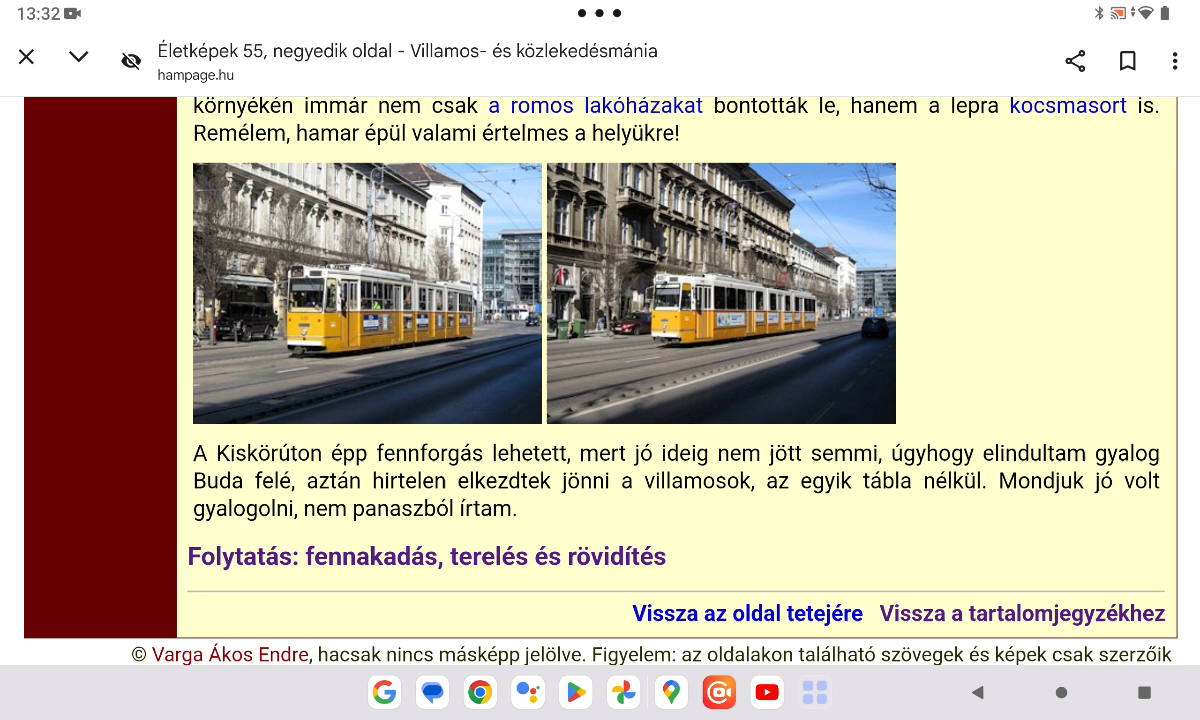 13:32
Életképek 55, negyedik oldal - Villamos- és közlekedésmánia
hampage.hu
környékén immár nem csak a romos lakóházakat bontották le, hanem a lepra kocsmasort is.
Remélem, hamar épül valami értelmes a helyükre!
A Kiskörúton épp fennforgás lehetett, mert jó ideig nem jött semmi, úgyhogy elindultam gyalog
Buda felé, aztán hirtelen elkezdtek jönni a villamosok, az egyik tábla nélkül. Mondjuk jó volt
gyalogolni, nem panaszból írtam.
Folytatás: fennakadás, terelés és rövidítés
Vissza az oldal tetejére Vissza a tartalomjegyzékhez
© Varga Ákos Endre, hacsak nincs másképp jelölve. Figyelem: az oldalakon található szövegek és képek csak szerzőik